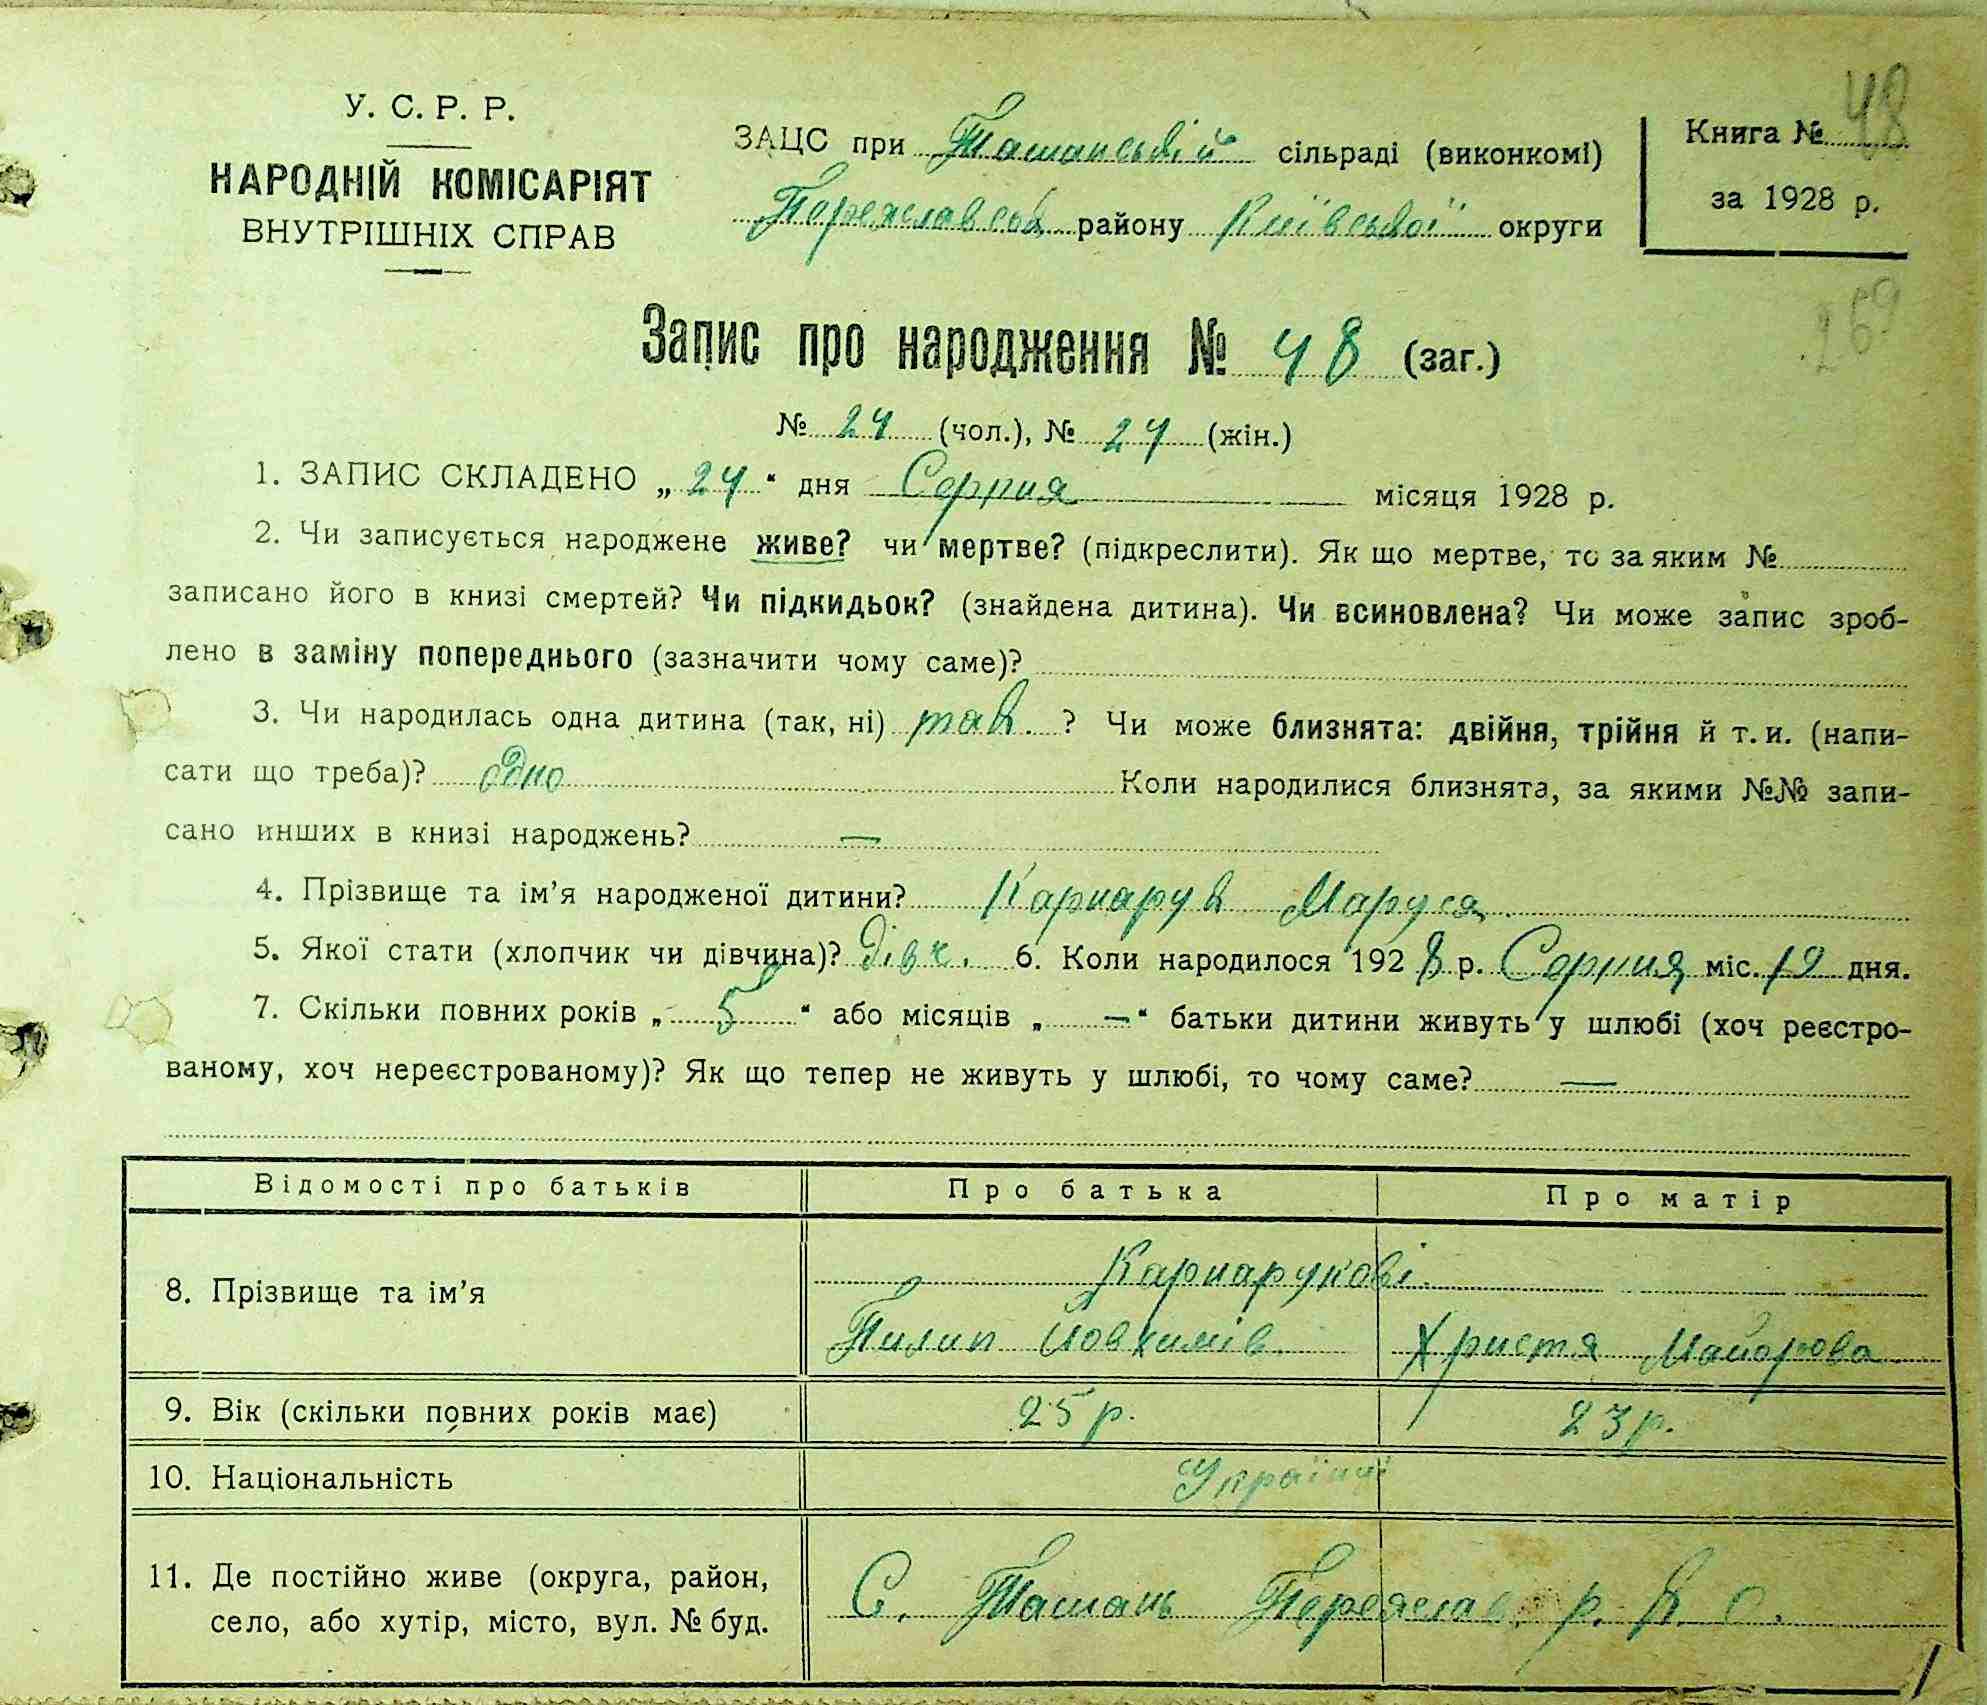 48
У. С. Р. Р.
НАРОДНІЙ КОМІСАРІЯТ
ВНУТРІШНІХ СПРАВ
ЗАЦС при Ташанській сільраді (виконкомі)
Переяславськ району Київської округи
Книга № 48
за 1928 р.
269
Запис про народження № 48 (заг.)
№ 24 (чол.), № 24 (жін.)
1. ЗАПИС СКЛАДЕНО „ 24 “ дня Серпня місяця 1928 р.
2. Чи записується народжене живе? чи мертве? (підкреслити). Як що мертве, то за яким №
записано його в книзі смертей? Чи підкидьок? (знайдена дитина). Чи всиновлена? Чи може запис зроб-
лено в заміну попереднього (зазначити чому саме)?
3. Чи народилась одна дитина (так, ні) так. ? Чи може близнята: двійня, трійня й т. и. (напи-
сати що треба)? одно Коли народилися близнята, за якими №№ запи-
сано инших в книзі народжень? —
4. Прізвище та ім’я народженої дитини? Карнарук Маруся
5. Якої стати (хлопчик чи дівчина)? дівч. 6. Коли народилося 1928 р. Серпня міс. 19 дня.
7. Скільки повних років „ 5 “ або місяців „ — “ батьки дитини живуть у шлюбі (хоч реєстро-
ваному, хоч нереєстрованому)? Як що тепер не живуть у шлюбі, то чому саме? —
Відомості про батьків Про батька Про матір
8. Прізвище та ім’я Карнарукові
Пилип Йовхимів Христя Майорова
9. Вік (скільки повних років має) 25 р. 23 р.
10. Національність Українці
11. Де постійно живе (округа, район,
село, або хутір, місто, вул. № буд.
С. Ташань Переяслав. р. К. о.